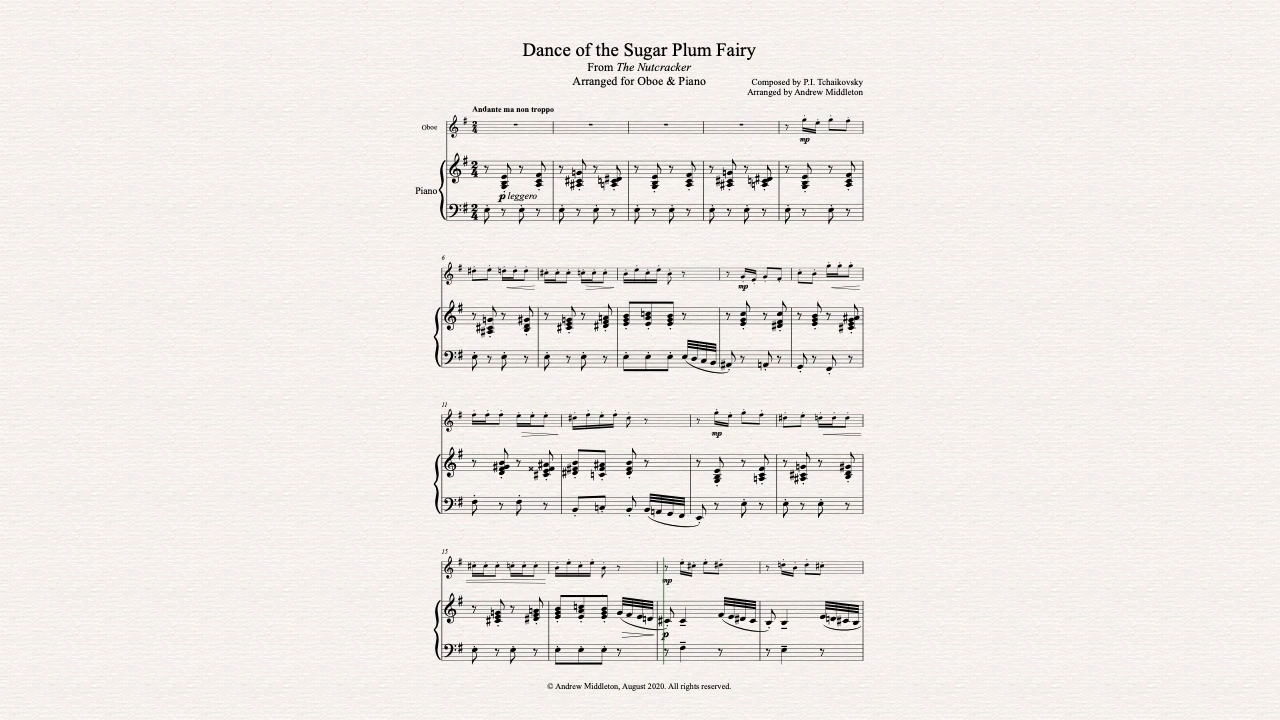 Dance of the Sugar Plum Fairy
From The Nutcracker
Arranged for Oboe & Piano
Composed by P.I. Tchaikovsky
Arranged by Andrew Middleton
Andante ma non troppo
Oboe
mp
Piano
p leggero
6
mp
11
mp
15
mp
p
© Andrew Middleton, August 2020. All rights reserved.